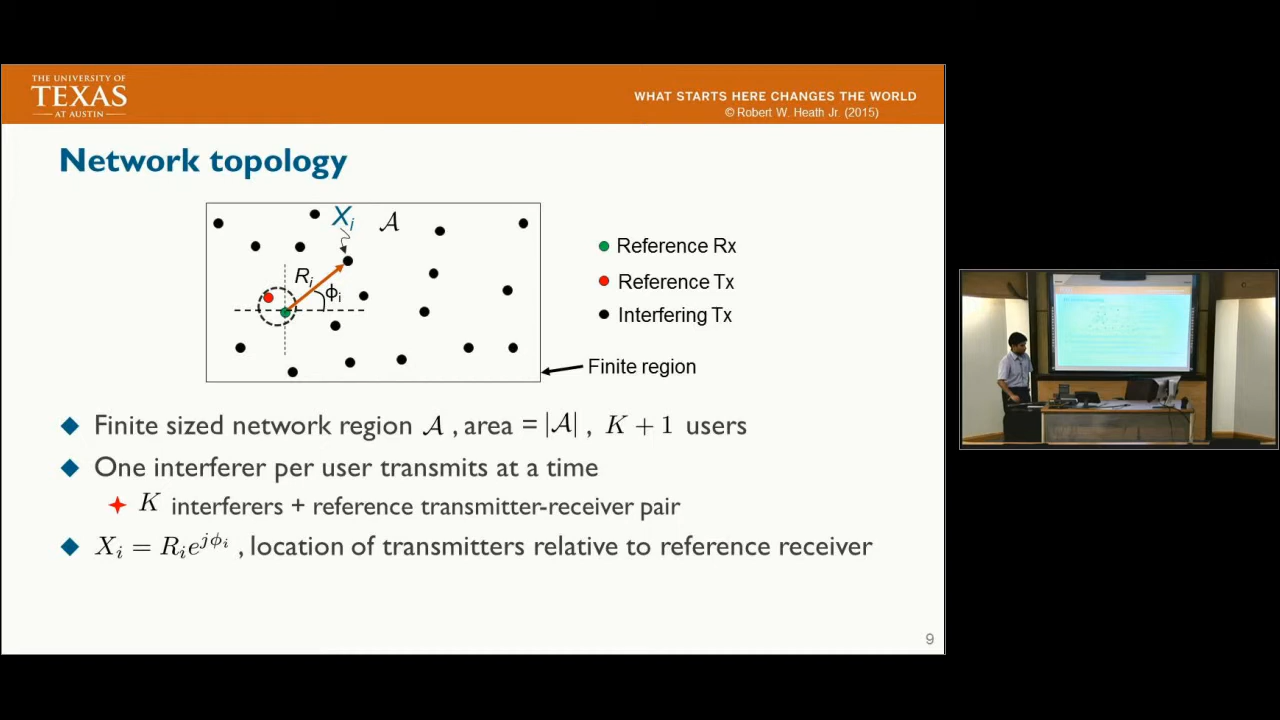 THE UNIVERSITY OF
TEXAS
AT AUSTIN
WHAT STARTS HERE CHANGES THE WORLD
© Robert W. Heath Jr. (2015)
Network topology
X_i
𝒜
R_i
ϕ_i
Reference Rx
Reference Tx
Interfering Tx
Finite region
Finite sized network region 𝒜 , area = |𝒜| , K + 1 users
One interferer per user transmits at a time
K interferers + reference transmitter-receiver pair
X_i = R_i e^{jϕ_i} , location of transmitters relative to reference receiver
9